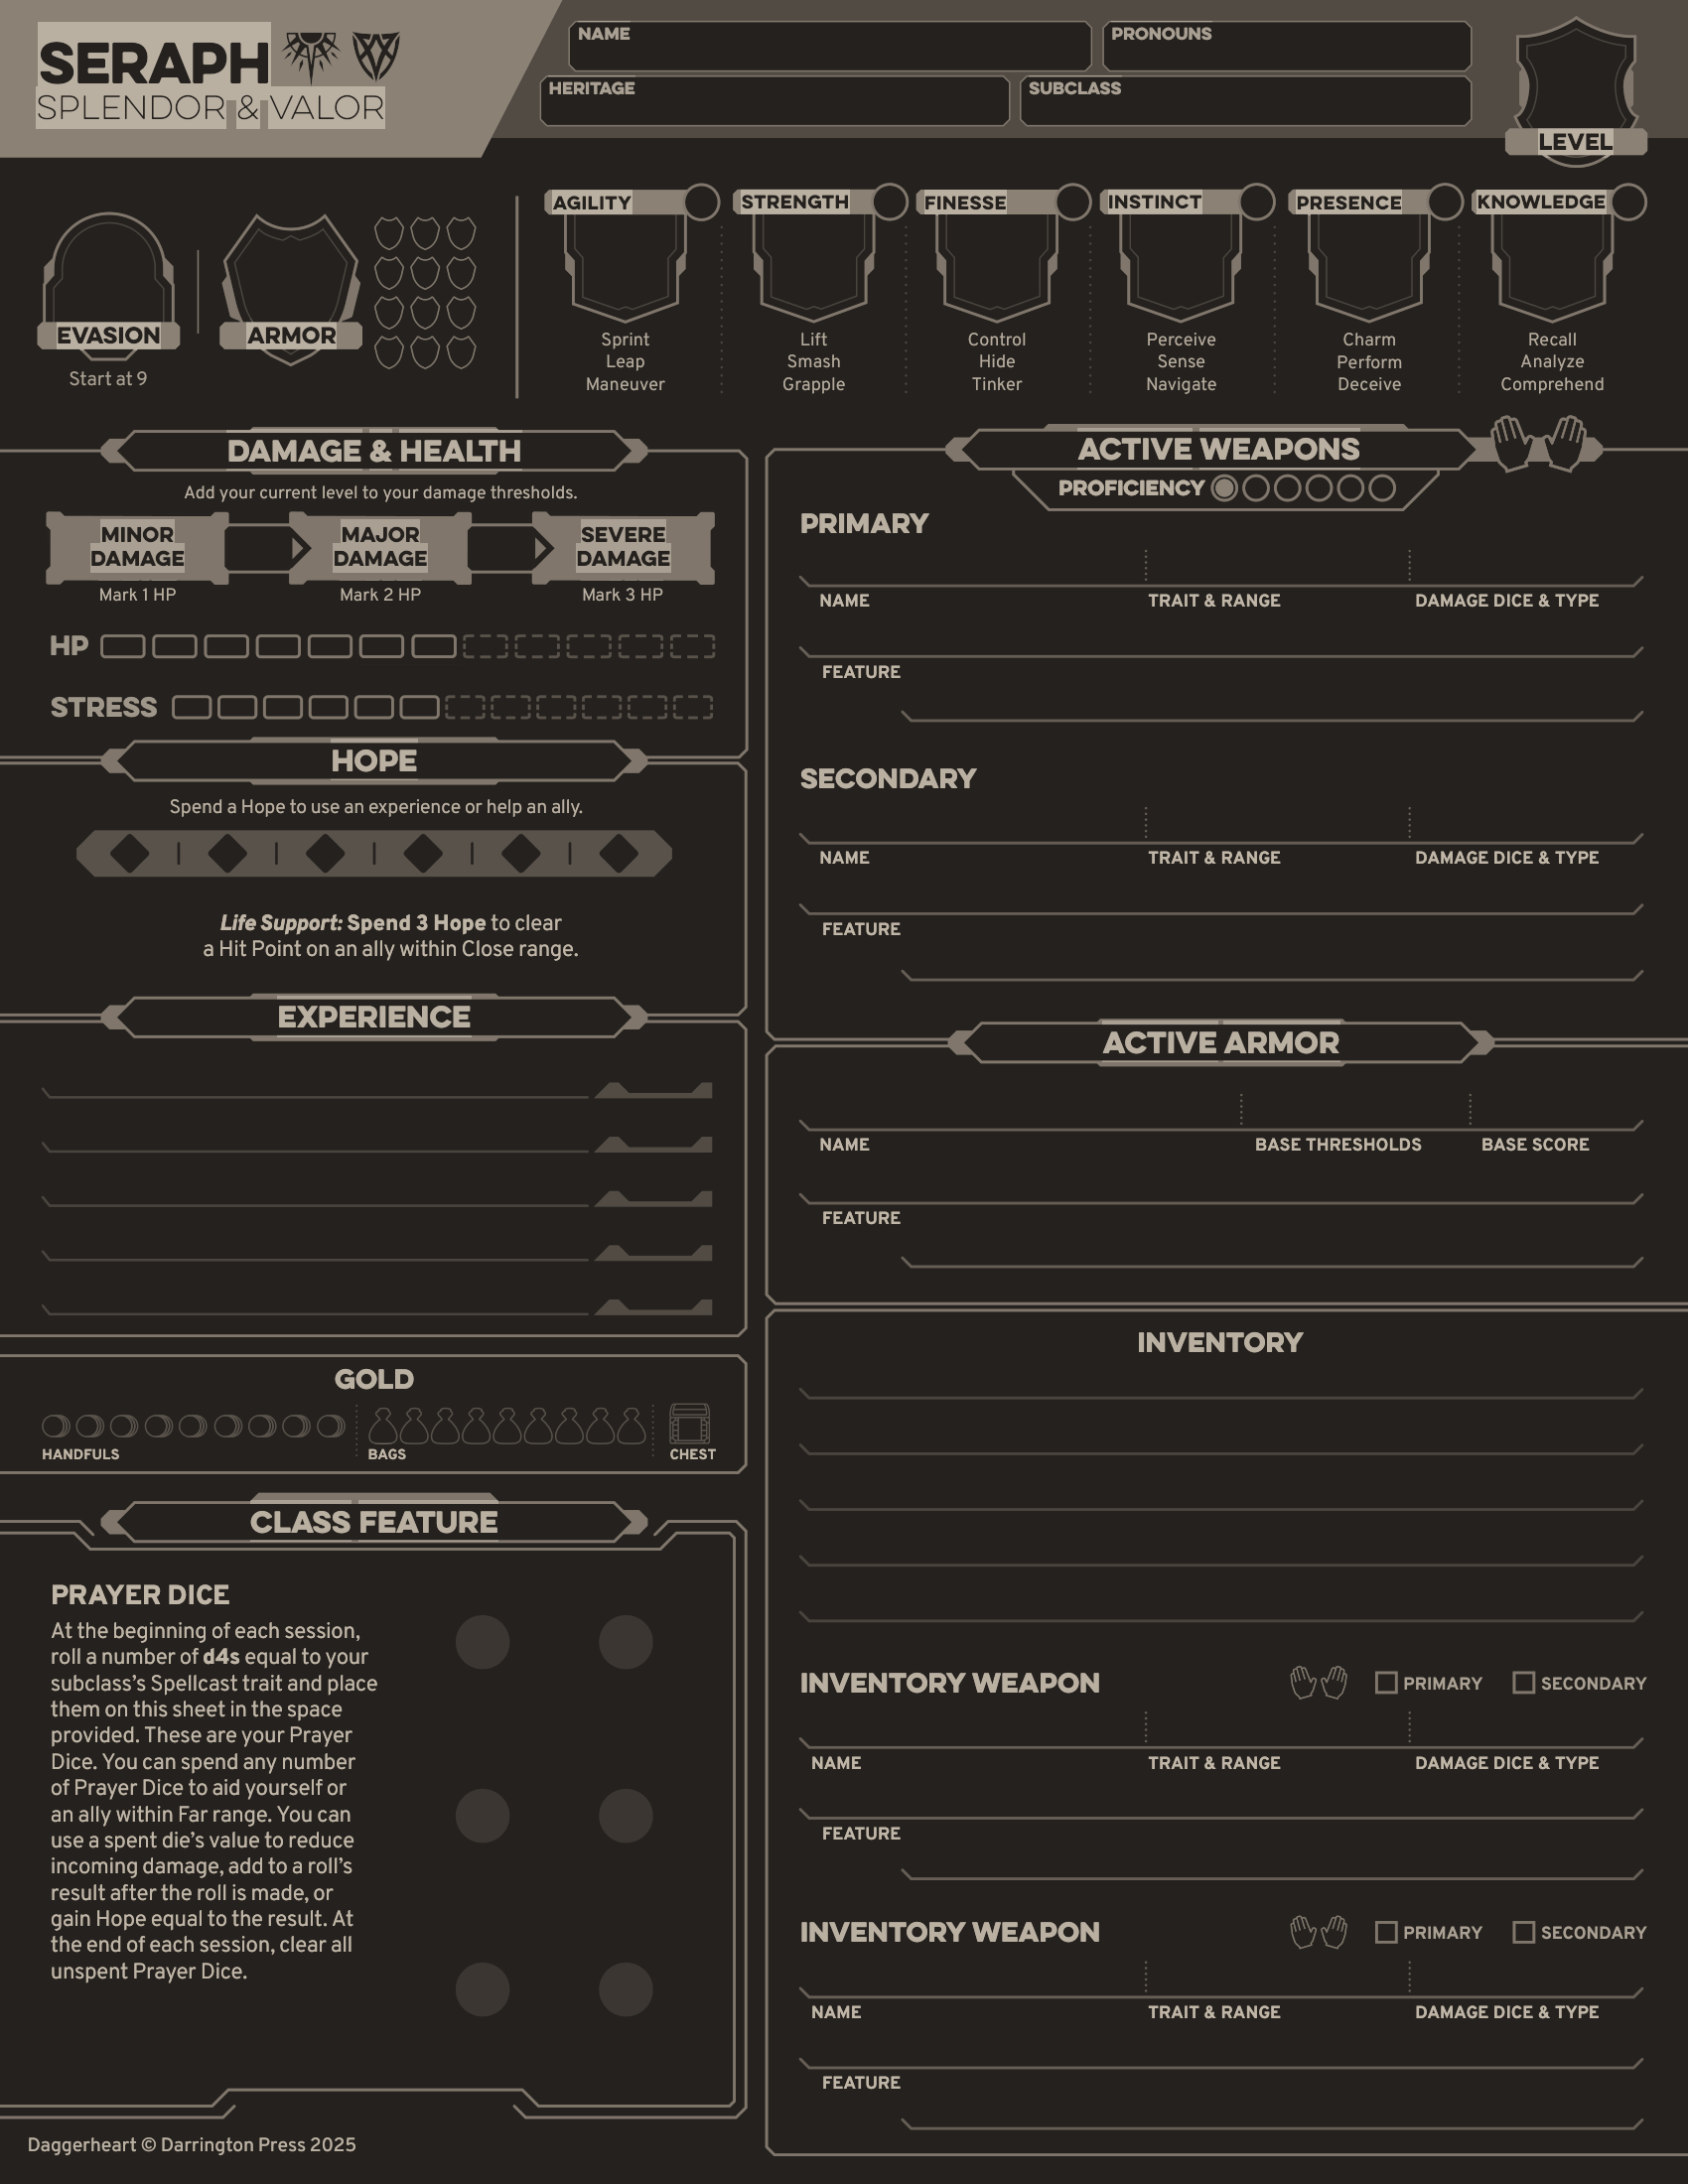 SERAPH
SPLENDOR & VALOR
NAME
PRONOUNS
HERITAGE
SUBCLASS
LEVEL
EVASION
Start at 9
ARMOR
AGILITY
Sprint
Leap
Maneuver
STRENGTH
Lift
Smash
Grapple
FINESSE
Control
Hide
Tinker
INSTINCT
Perceive
Sense
Navigate
PRESENCE
Charm
Perform
Deceive
KNOWLEDGE
Recall
Analyze
Comprehend
DAMAGE & HEALTH
Add your current level to your damage thresholds.
MINOR
DAMAGE
Mark 1 HP
MAJOR
DAMAGE
Mark 2 HP
SEVERE
DAMAGE
Mark 3 HP
HP
STRESS
HOPE
Spend a Hope to use an experience or help an ally.
Life Support: Spend 3 Hope to clear
a Hit Point on an ally within Close range.
EXPERIENCE
GOLD
HANDFULS
BAGS
CHEST
CLASS FEATURE
PRAYER DICE
At the beginning of each session,
roll a number of d4s equal to your
subclass’s Spellcast trait and place
them on this sheet in the space
provided. These are your Prayer
Dice. You can spend any number
of Prayer Dice to aid yourself or
an ally within Far range. You can
use a spent die’s value to reduce
incoming damage, add to a roll’s
result after the roll is made, or
gain Hope equal to the result. At
the end of each session, clear all
unspent Prayer Dice.
Daggerheart © Darrington Press 2025
ACTIVE WEAPONS
PROFICIENCY
PRIMARY
NAME
TRAIT & RANGE
DAMAGE DICE & TYPE
FEATURE
SECONDARY
NAME
TRAIT & RANGE
DAMAGE DICE & TYPE
FEATURE
ACTIVE ARMOR
NAME
BASE THRESHOLDS
BASE SCORE
FEATURE
INVENTORY
INVENTORY WEAPON
PRIMARY
SECONDARY
NAME
TRAIT & RANGE
DAMAGE DICE & TYPE
FEATURE
INVENTORY WEAPON
PRIMARY
SECONDARY
NAME
TRAIT & RANGE
DAMAGE DICE & TYPE
FEATURE